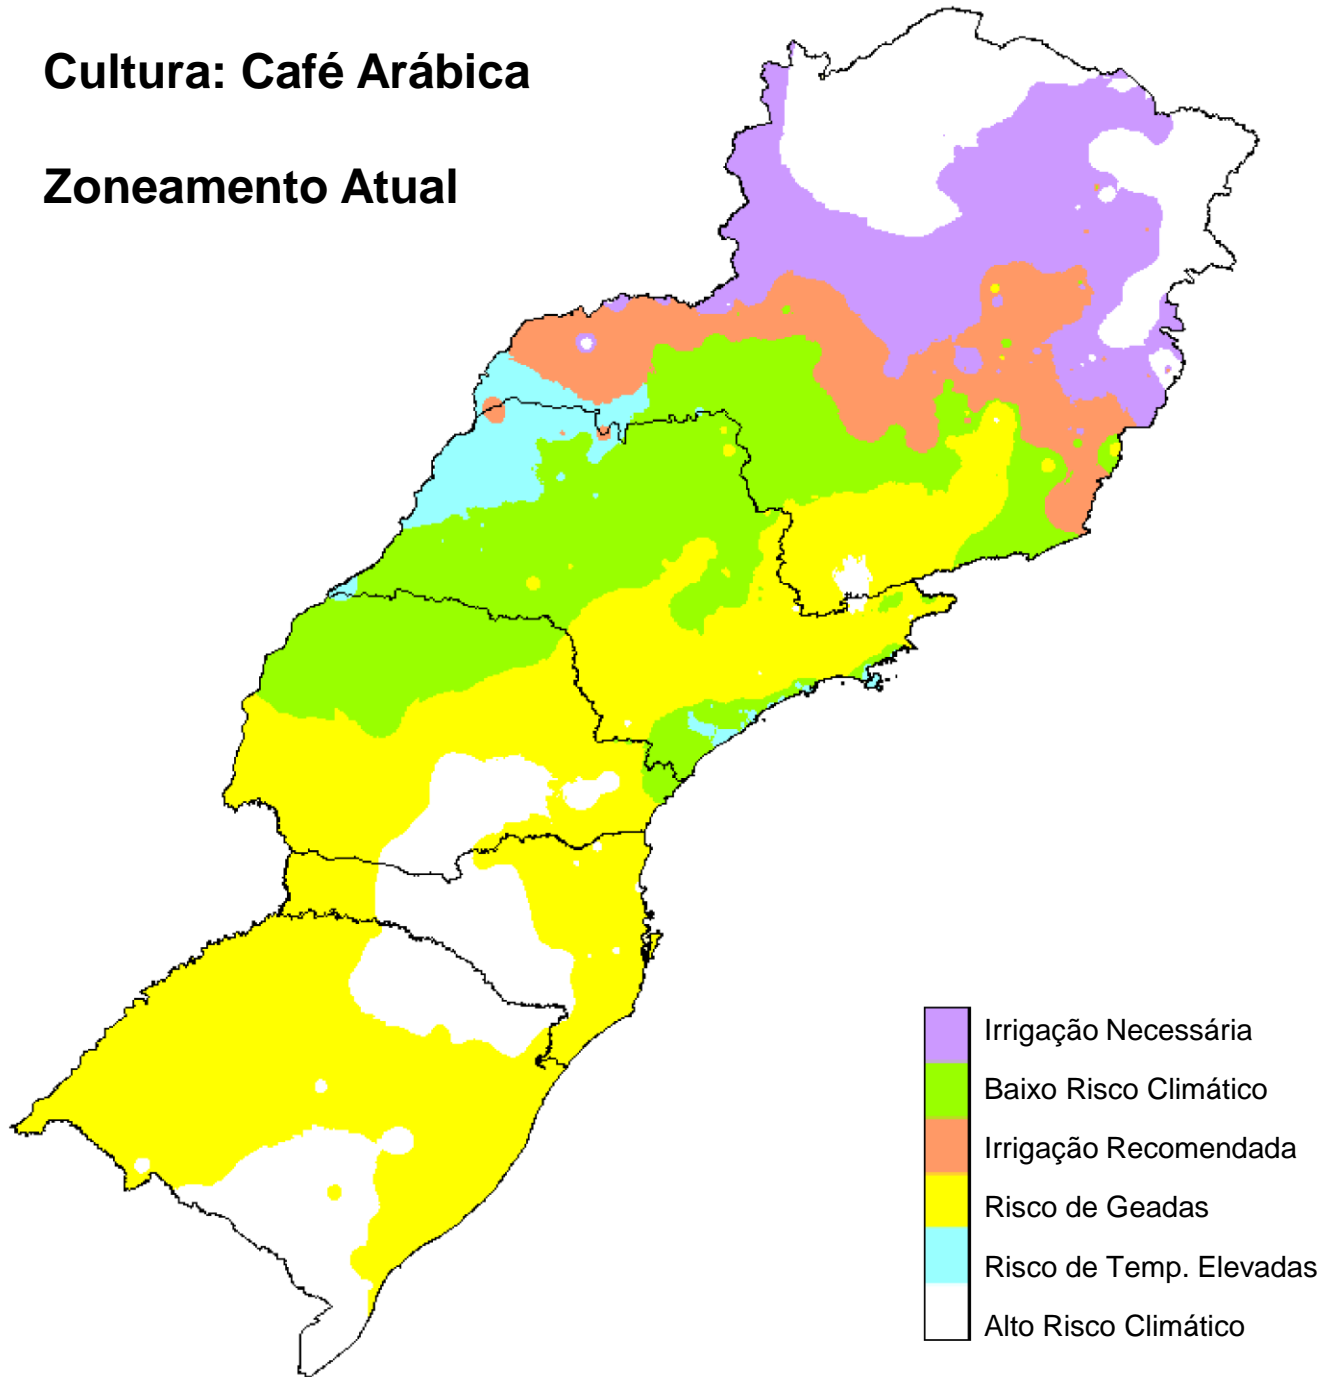 Cultura: Café Arábica
Zoneamento Atual
Irrigação Necessária
Baixo Risco Climático
Irrigação Recomendada
Risco de Geadas
Risco de Temp. Elevadas
Alto Risco Climático